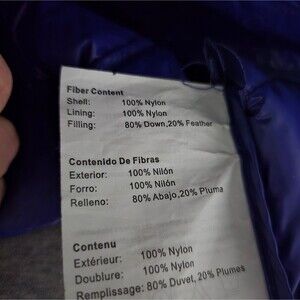 Fiber Content
Shell: 100% Nylon
Lining: 100% Nylon
Filling: 80% Down,20% Feather
Contenido De Fibras
Exterior: 100% Nilón
Forro: 100% Nilón
Relleno: 80% Abajo,20% Pluma
Contenu
Extérieur: 100% Nylon
Doublure: 100% Nylon
Remplissage: 80% Duvet, 20% Plumes